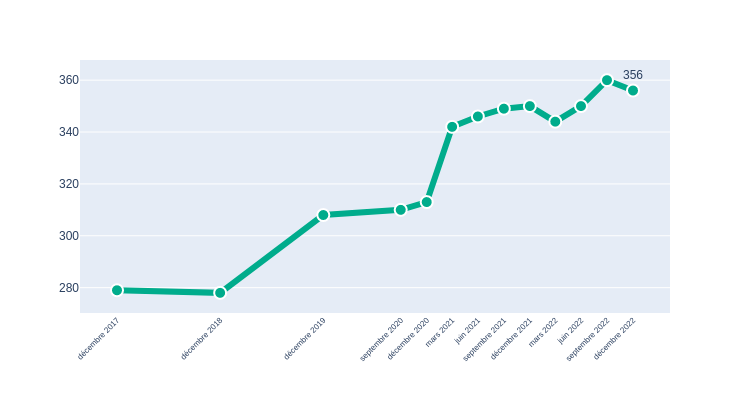 360
356
340
320
300
280
décembre 2017
décembre 2018
décembre 2019
septembre 2020
décembre 2020
mars 2021
juin 2021
septembre 2021
décembre 2021
mars 2022
juin 2022
septembre 2022
décembre 2022